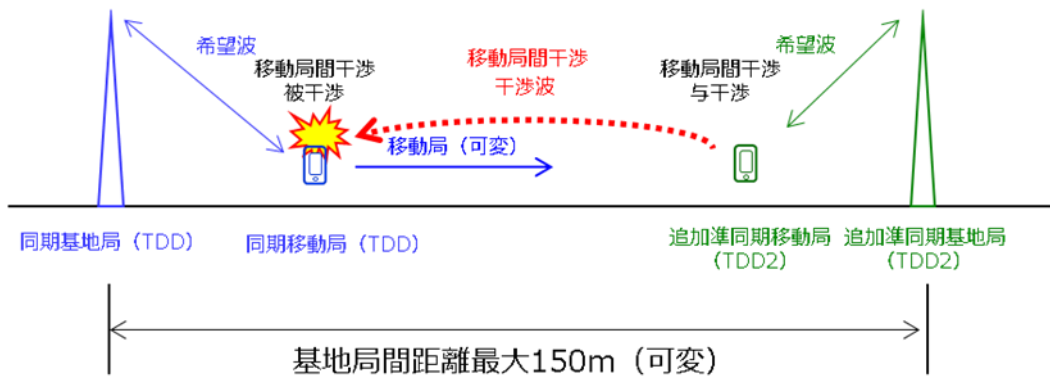 希望波
移動局間干渉
被干渉
移動局間干渉
干渉波
移動局間干渉
与干渉
希望波
移動局（可変）
同期基地局（TDD）
同期移動局（TDD）
追加準同期移動局
（TDD2）
追加準同期基地局
（TDD2）
基地局間距離最大150m（可変）